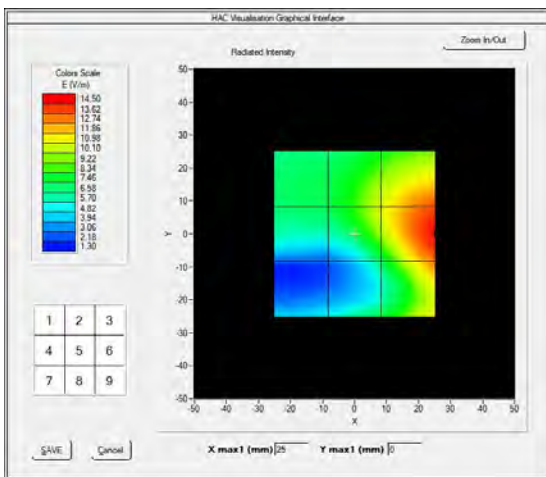 HAC Visualisation Graphical Interface
Zoom In/Out
Radiated Intensity
Colors Scale
E (V/m)
14.50
13.62
12.74
11.86
10.98
10.10
9.22
8.34
7.46
6.58
5.70
4.82
3.94
3.06
2.18
1.30
50
40
30
20
10
0
-10
-20
-30
-40
-50
Y
-50 -40 -30 -20 -10 0 10 20 30 40 50
X
1 2 3
4 5 6
7 8 9
SAVE Cancel X max1 (mm) 25 Y max1 (mm) 0